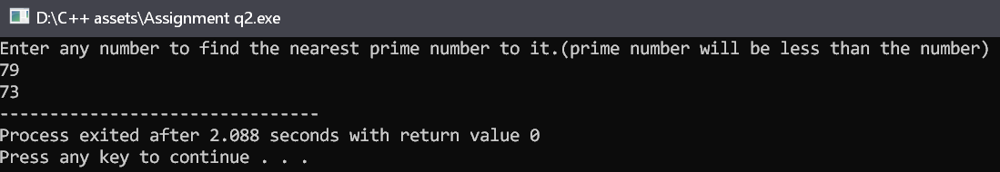 D:\C++ assets\Assignment q2.exe
Enter any number to find the nearest prime number to it.(prime number will be less than the number)
79
73
--------------------------------
Process exited after 2.088 seconds with return value 0
Press any key to continue . . .